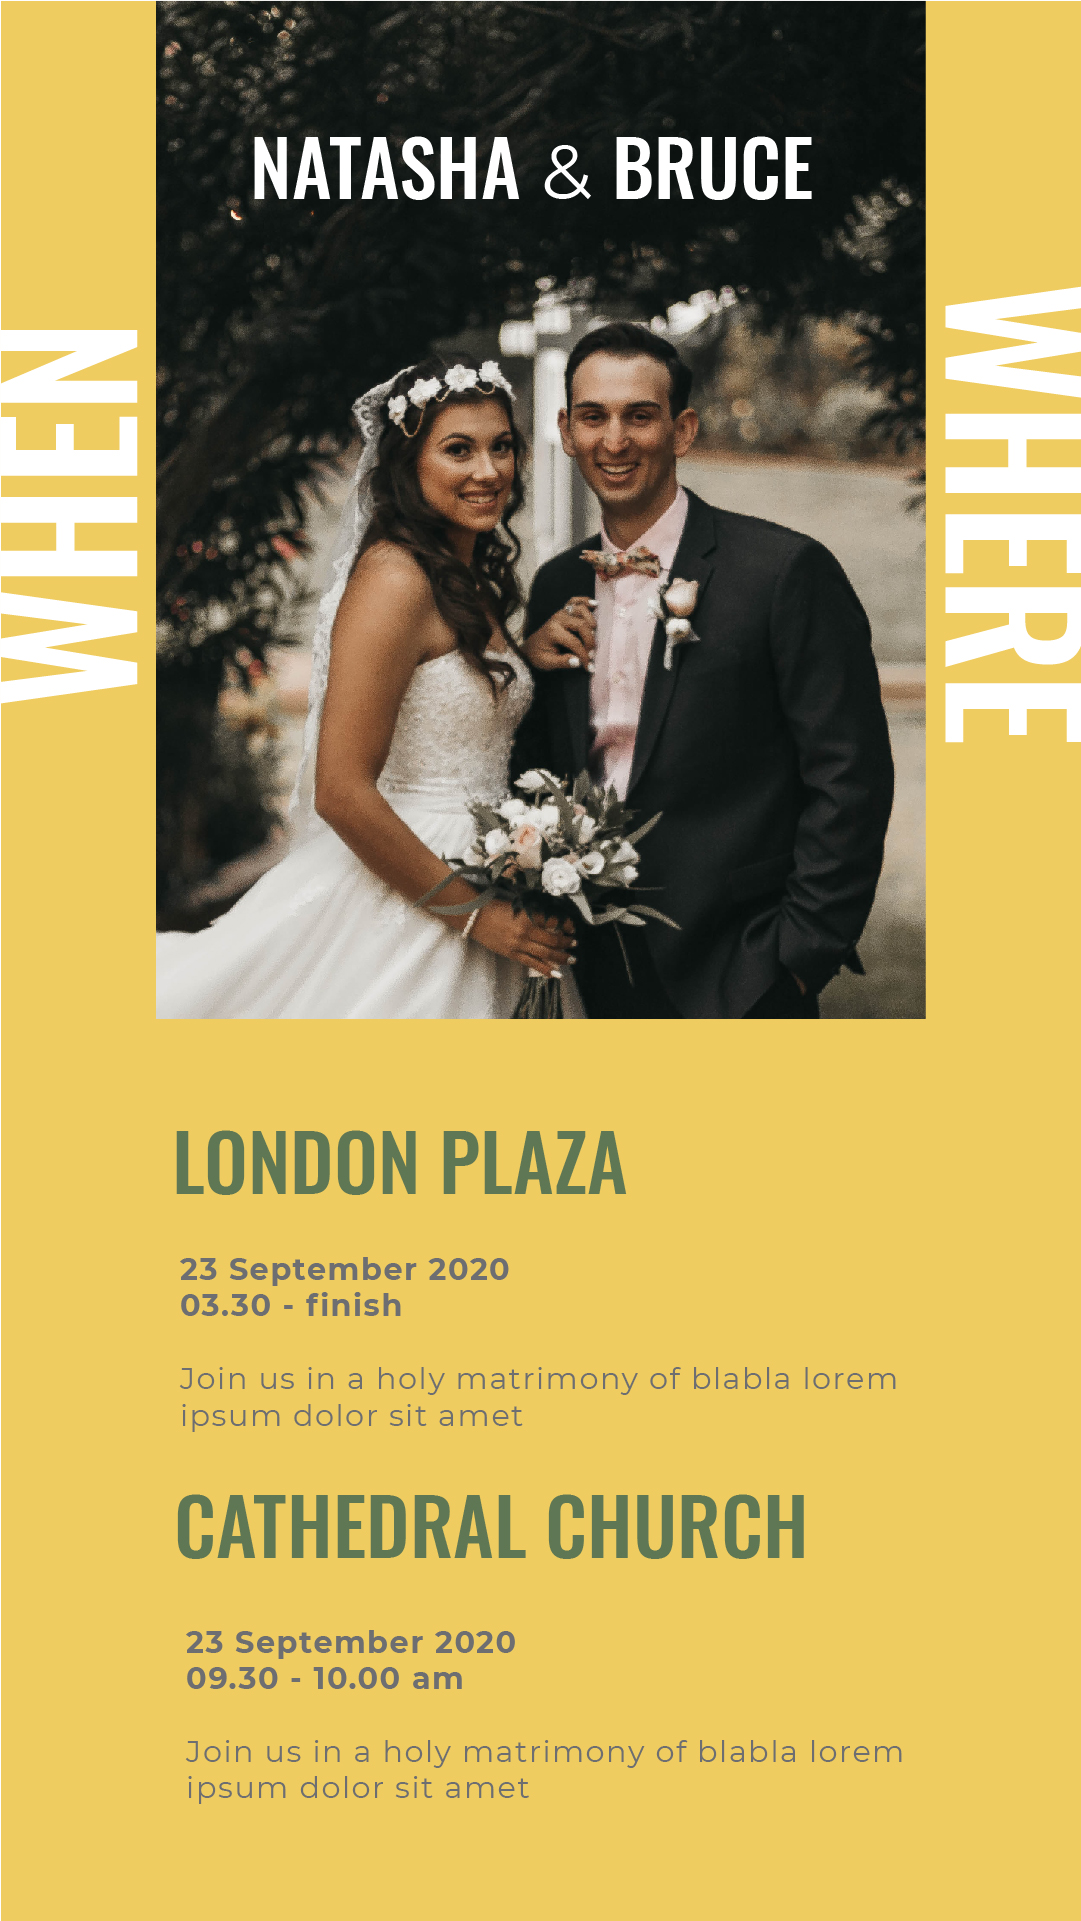 NATASHA & BRUCE
WHEN
WHERE
LONDON PLAZA
23 September 2020
03.30 - finish
Join us in a holy matrimony of blabla lorem
ipsum dolor sit amet
CATHEDRAL CHURCH
23 September 2020
09.30 - 10.00 am
Join us in a holy matrimony of blabla lorem
ipsum dolor sit amet